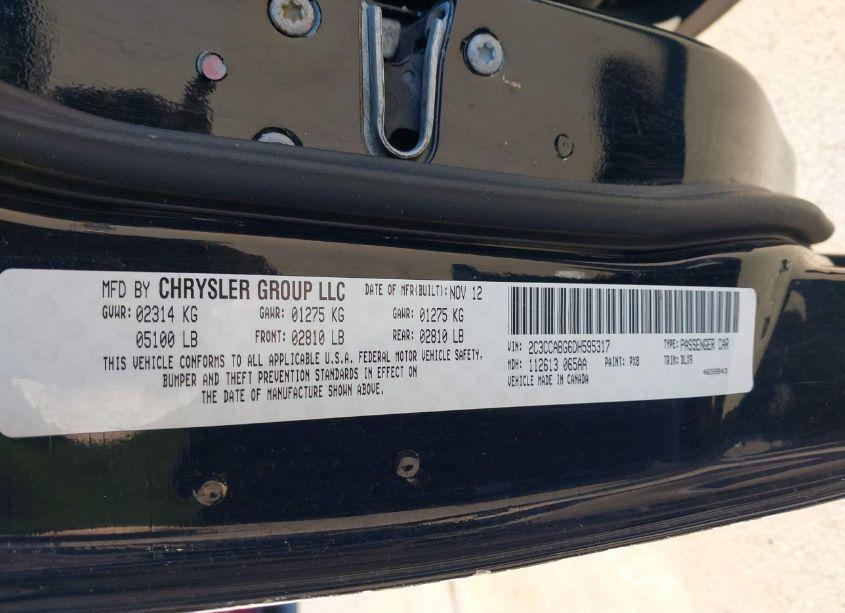 MFD BY CHRYSLER GROUP LLC DATE OF MFR(BUILT): NOV 12
GVWR: 02314 KG GAWR: 01275 KG GAWR: 01275 KG
05100 LB FRONT: 02810 LB REAR: 02810 LB
THIS VEHICLE CONFORMS TO ALL APPLICABLE U.S.A. FEDERAL MOTOR VEHICLE SAFETY,
BUMPER AND THEFT PREVENTION STANDARDS IN EFFECT ON
THE DATE OF MANUFACTURE SHOWN ABOVE.
VIN: 2C3CCABG6DH595317 TYPE: PASSENGER CAR
MDH: 112613 065AA PAINT: PX8 TRIM: DLX9
VEHICLE MADE IN CANADA 4658843